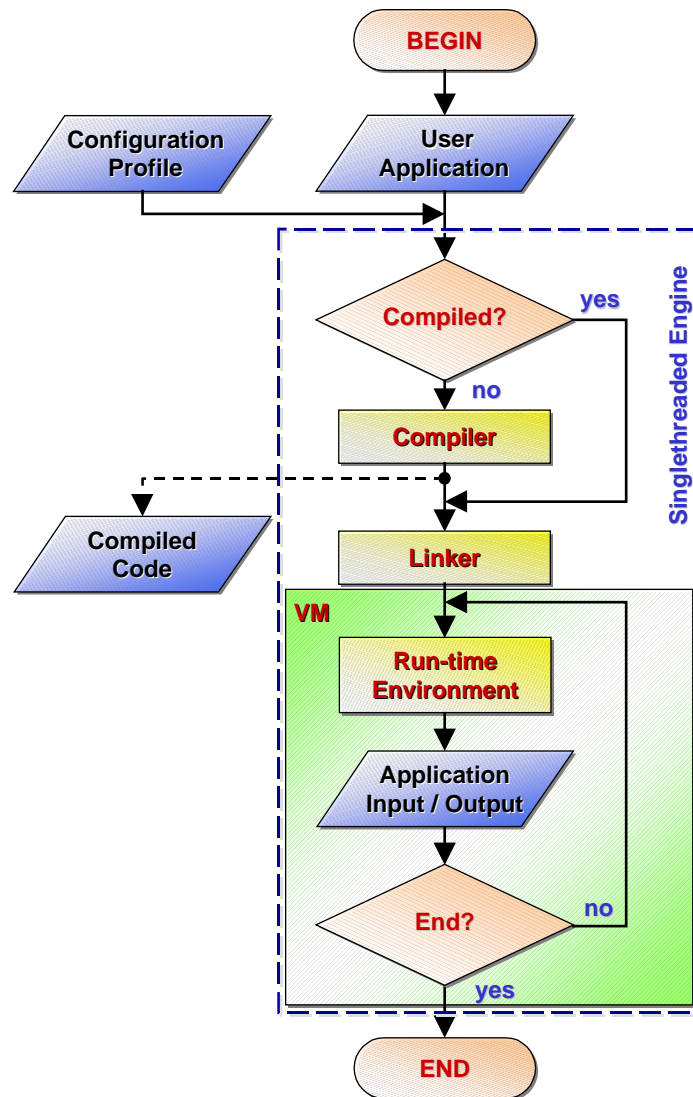 BEGIN
Configuration
Profile
User
Application
Compiled?
yes
no
Singlethreaded Engine
Compiler
Compiled
Code
Linker
VM
Run-time
Environment
Application
Input / Output
End?
no
yes
END